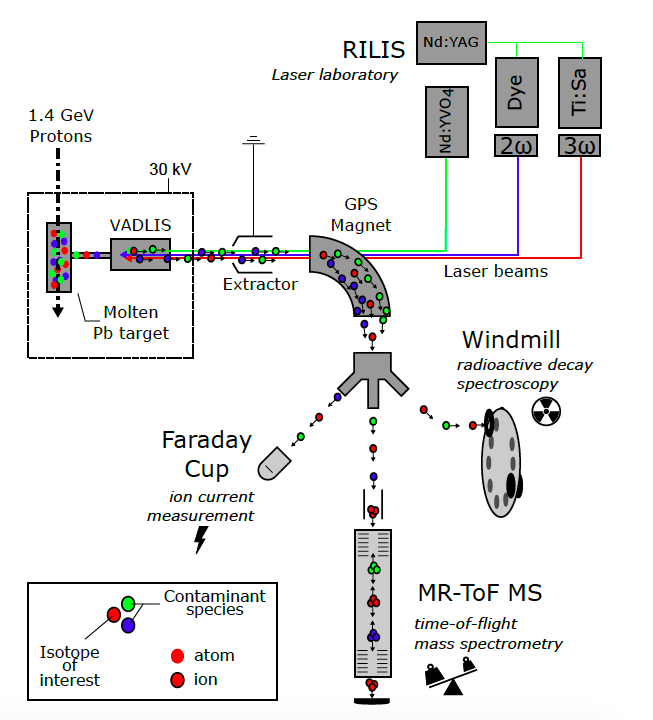 RILIS
Laser laboratory
Nd:YAG
Nd:YVO4
Dye
Ti:Sa
2ω
3ω
1.4 GeV
Protons
30 kV
VADLIS
GPS
Magnet
Extractor
Laser beams
Molten
Pb target
Windmill
radioactive decay
spectroscopy
Faraday
Cup
ion current
measurement
MR-ToF MS
time-of-flight
mass spectrometry
Contaminant
species
Isotope
of
interest
atom
ion